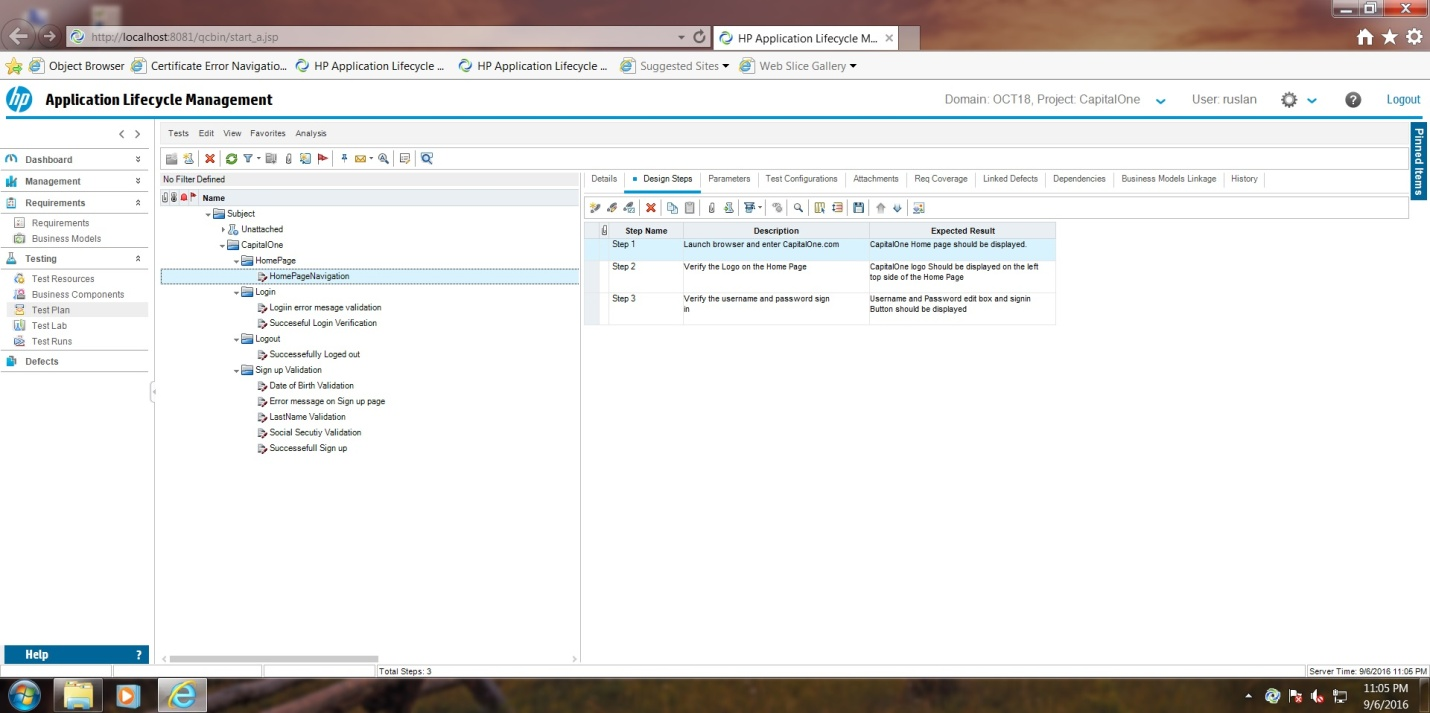 http://localhost:8081/qcbin/start_a.jsp
HP Application Lifecycle M...
Object Browser Certificate Error Navigatio... HP Application Lifecycle ... HP Application Lifecycle ... Suggested Sites Web Slice Gallery
hp Application Lifecycle Management
Domain: OCT18, Project: CapitalOne User: ruslan Logout
Pinned Items
Dashboard
Management
Requirements
Requirements
Business Models
Testing
Test Resources
Business Components
Test Plan
Test Lab
Test Runs
Defects
Help ?
Tests Edit View Favorites Analysis
No Filter Defined
Name
Subject
Unattached
CapitalOne
HomePage
HomePageNavigation
Login
Logiin error mesage validation
Succeseful Login Verification
Logout
Successefully Loged out
Sign up Validation
Date of Birth Validation
Error message on Sign up page
LastName Validation
Social Secutiy Validation
Successefull Sign up
Details Design Steps Parameters Test Configurations Attachments Req Coverage Linked Defects Dependencies Business Models Linkage History
Step Name Description Expected Result
Step 1 Launch browser and enter CapitalOne.com CapitalOne Home page should be displayed.
Step 2 Verify the Logo on the Home Page CapitalOne logo Should be displayed on the left
top side of the Home Page
Step 3 Verify the username and password sign Username and Password edit box and signin
in Button should be displayed
Total Steps: 3
Server Time: 9/6/2016 11:05 PM
11:05 PM
9/6/2016